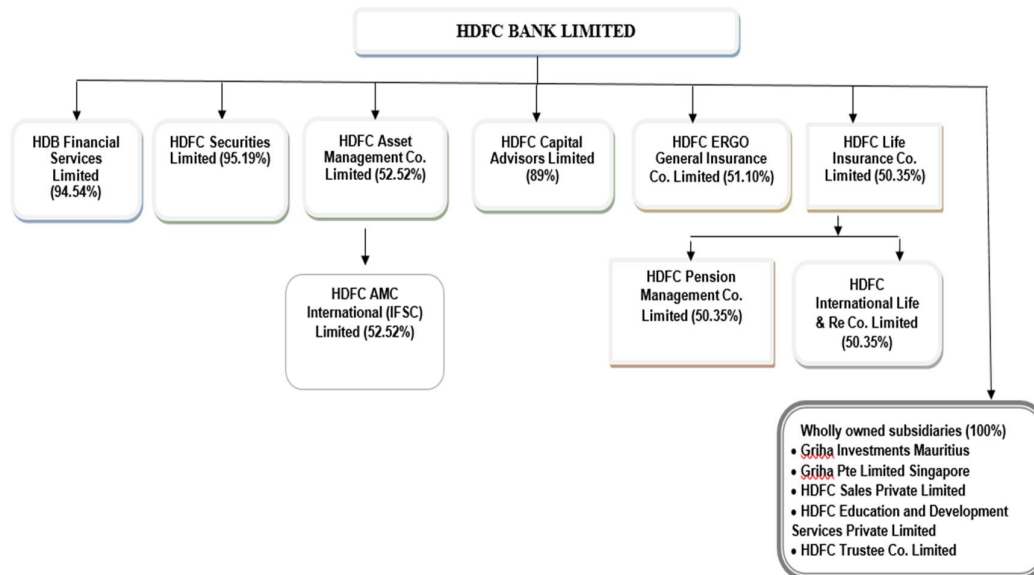 HDFC BANK LIMITED
HDB Financial
Services
Limited
(94.54%)
HDFC Securities
Limited (95.19%)
HDFC Asset
Management Co.
Limited (52.52%)
HDFC Capital
Advisors Limited
(89%)
HDFC ERGO
General Insurance
Co. Limited (51.10%)
HDFC Life
Insurance Co.
Limited (50.35%)
HDFC AMC
International (IFSC)
Limited (52.52%)
HDFC Pension
Management Co.
Limited (50.35%)
HDFC
International Life
& Re Co. Limited
(50.35%)
Wholly owned subsidiaries (100%)
• Griha Investments Mauritius
• Griha Pte Limited Singapore
• HDFC Sales Private Limited
• HDFC Education and Development
Services Private Limited
• HDFC Trustee Co. Limited